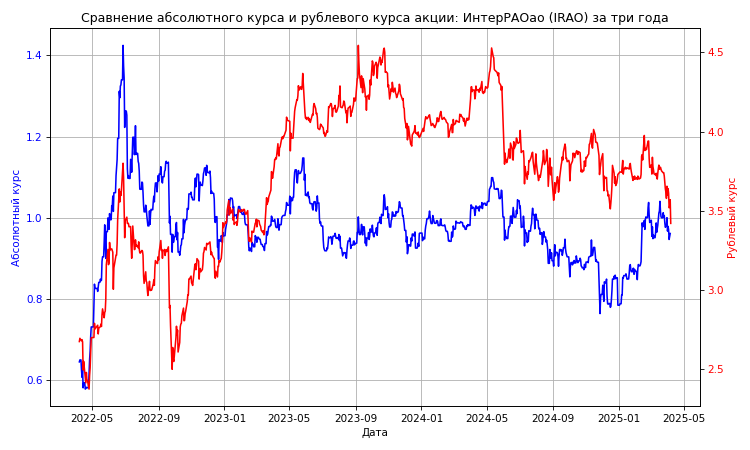 Сравнение абсолютного курса и рублевого курса акции: ИнтерРАОао (IRAO) за три года
1.4
1.2
1.0
0.8
0.6
Абсолютный курс
4.5
4.0
3.5
3.0
2.5
Рублевый курс
2022-05 2022-09 2023-01 2023-05 2023-09 2024-01 2024-05 2024-09 2025-01 2025-05
Дата